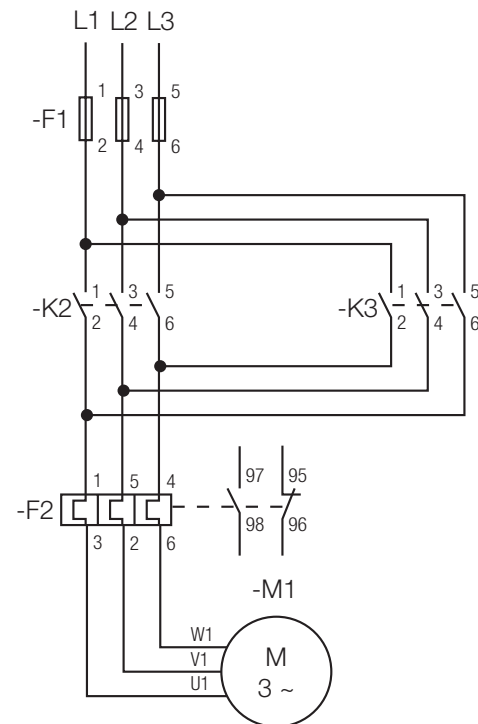 L1 L2 L3
1 3 5
-F1
2 4 6
1 3 5 1 3 5
-K2 -K3
2 4 6 2 4 6
1 5 4 97 95
-F2
3 2 6 98 96
-M1
W1
M
V1
3 ~
U1